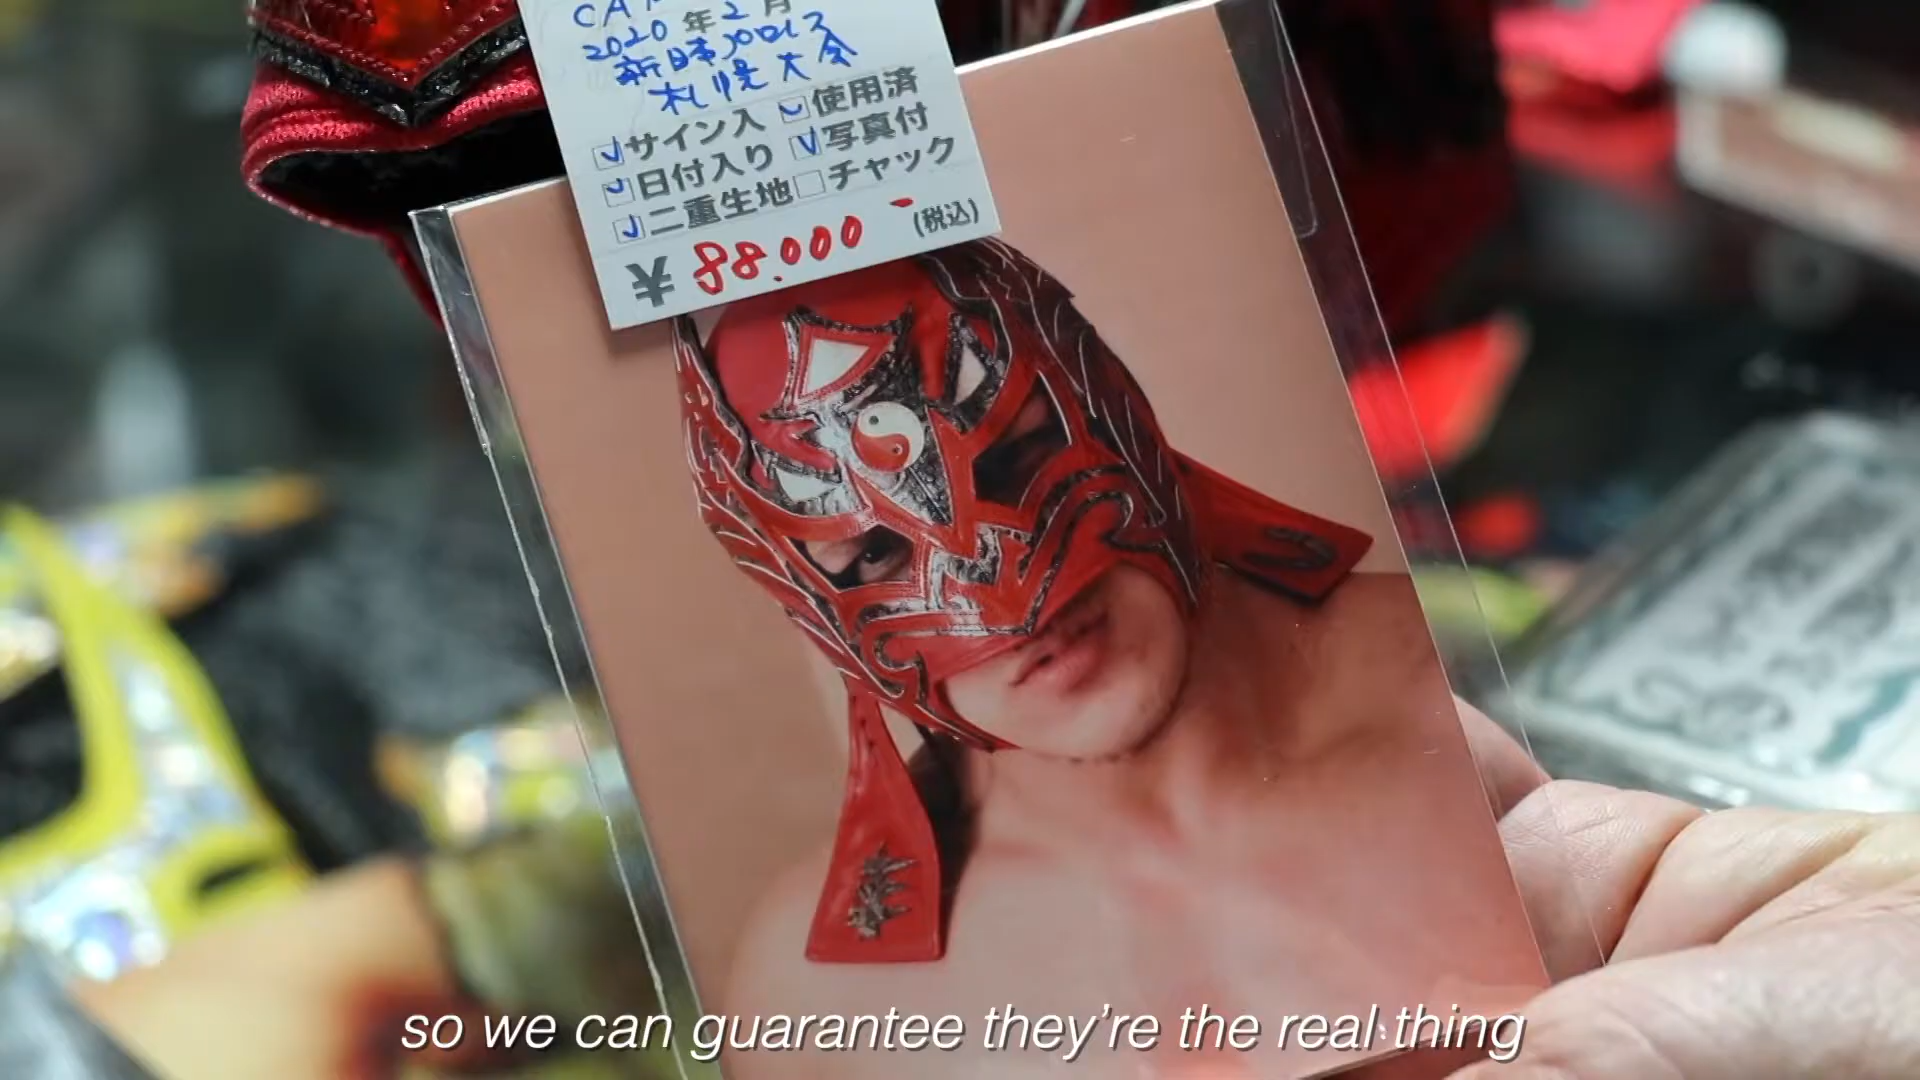 2020年2月
新日本プロレス
札幌大会
サイン入 使用済
日付入り 写真付
二重生地 チャック
¥ 88.000- (税込)
so we can guarantee they're the real thing